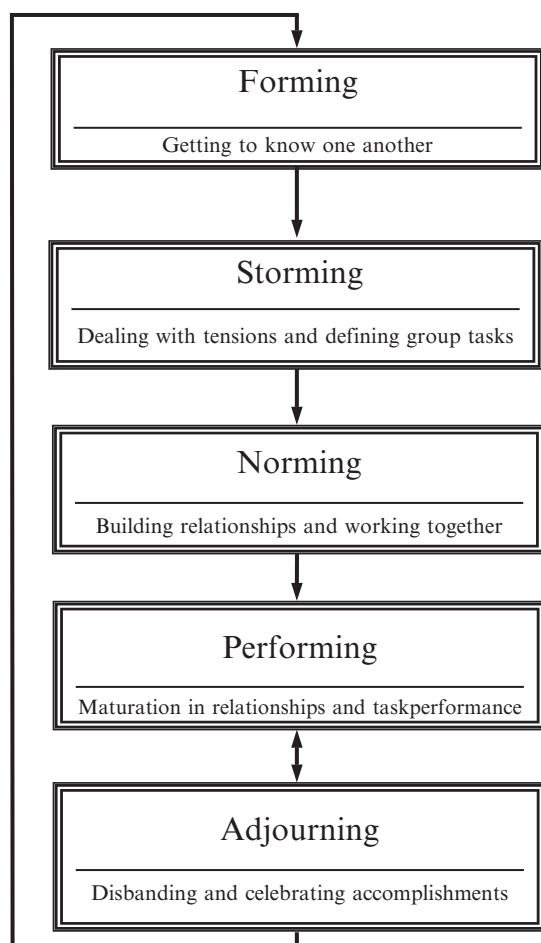 Forming
Getting to know one another
Storming
Dealing with tensions and defining group tasks
Norming
Building relationships and working together
Performing
Maturation in relationships and taskperformance
Adjourning
Disbanding and celebrating accomplishments